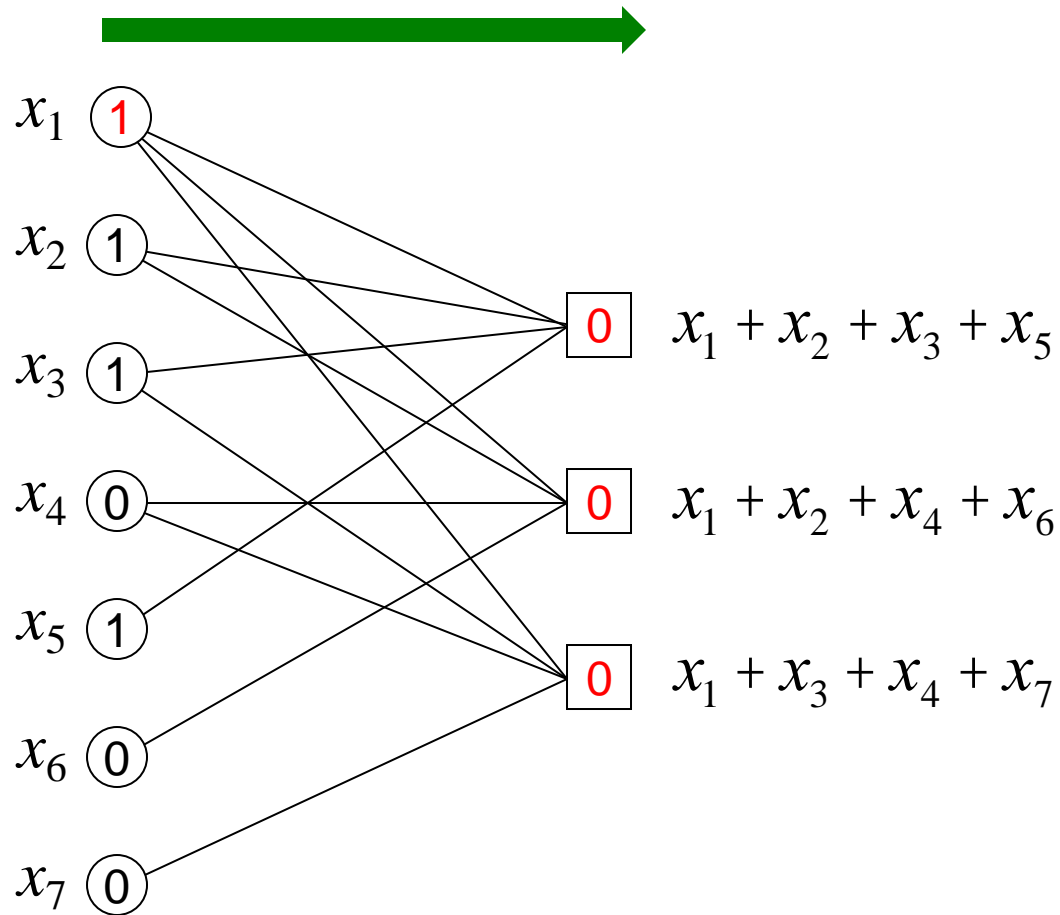 x₁ 1
x₂ 1
0 x₁ + x₂ + x₃ + x₅
x₃ 1
x₄ 0
0 x₁ + x₂ + x₄ + x₆
x₅ 1
0 x₁ + x₃ + x₄ + x₇
x₆ 0
x₇ 0